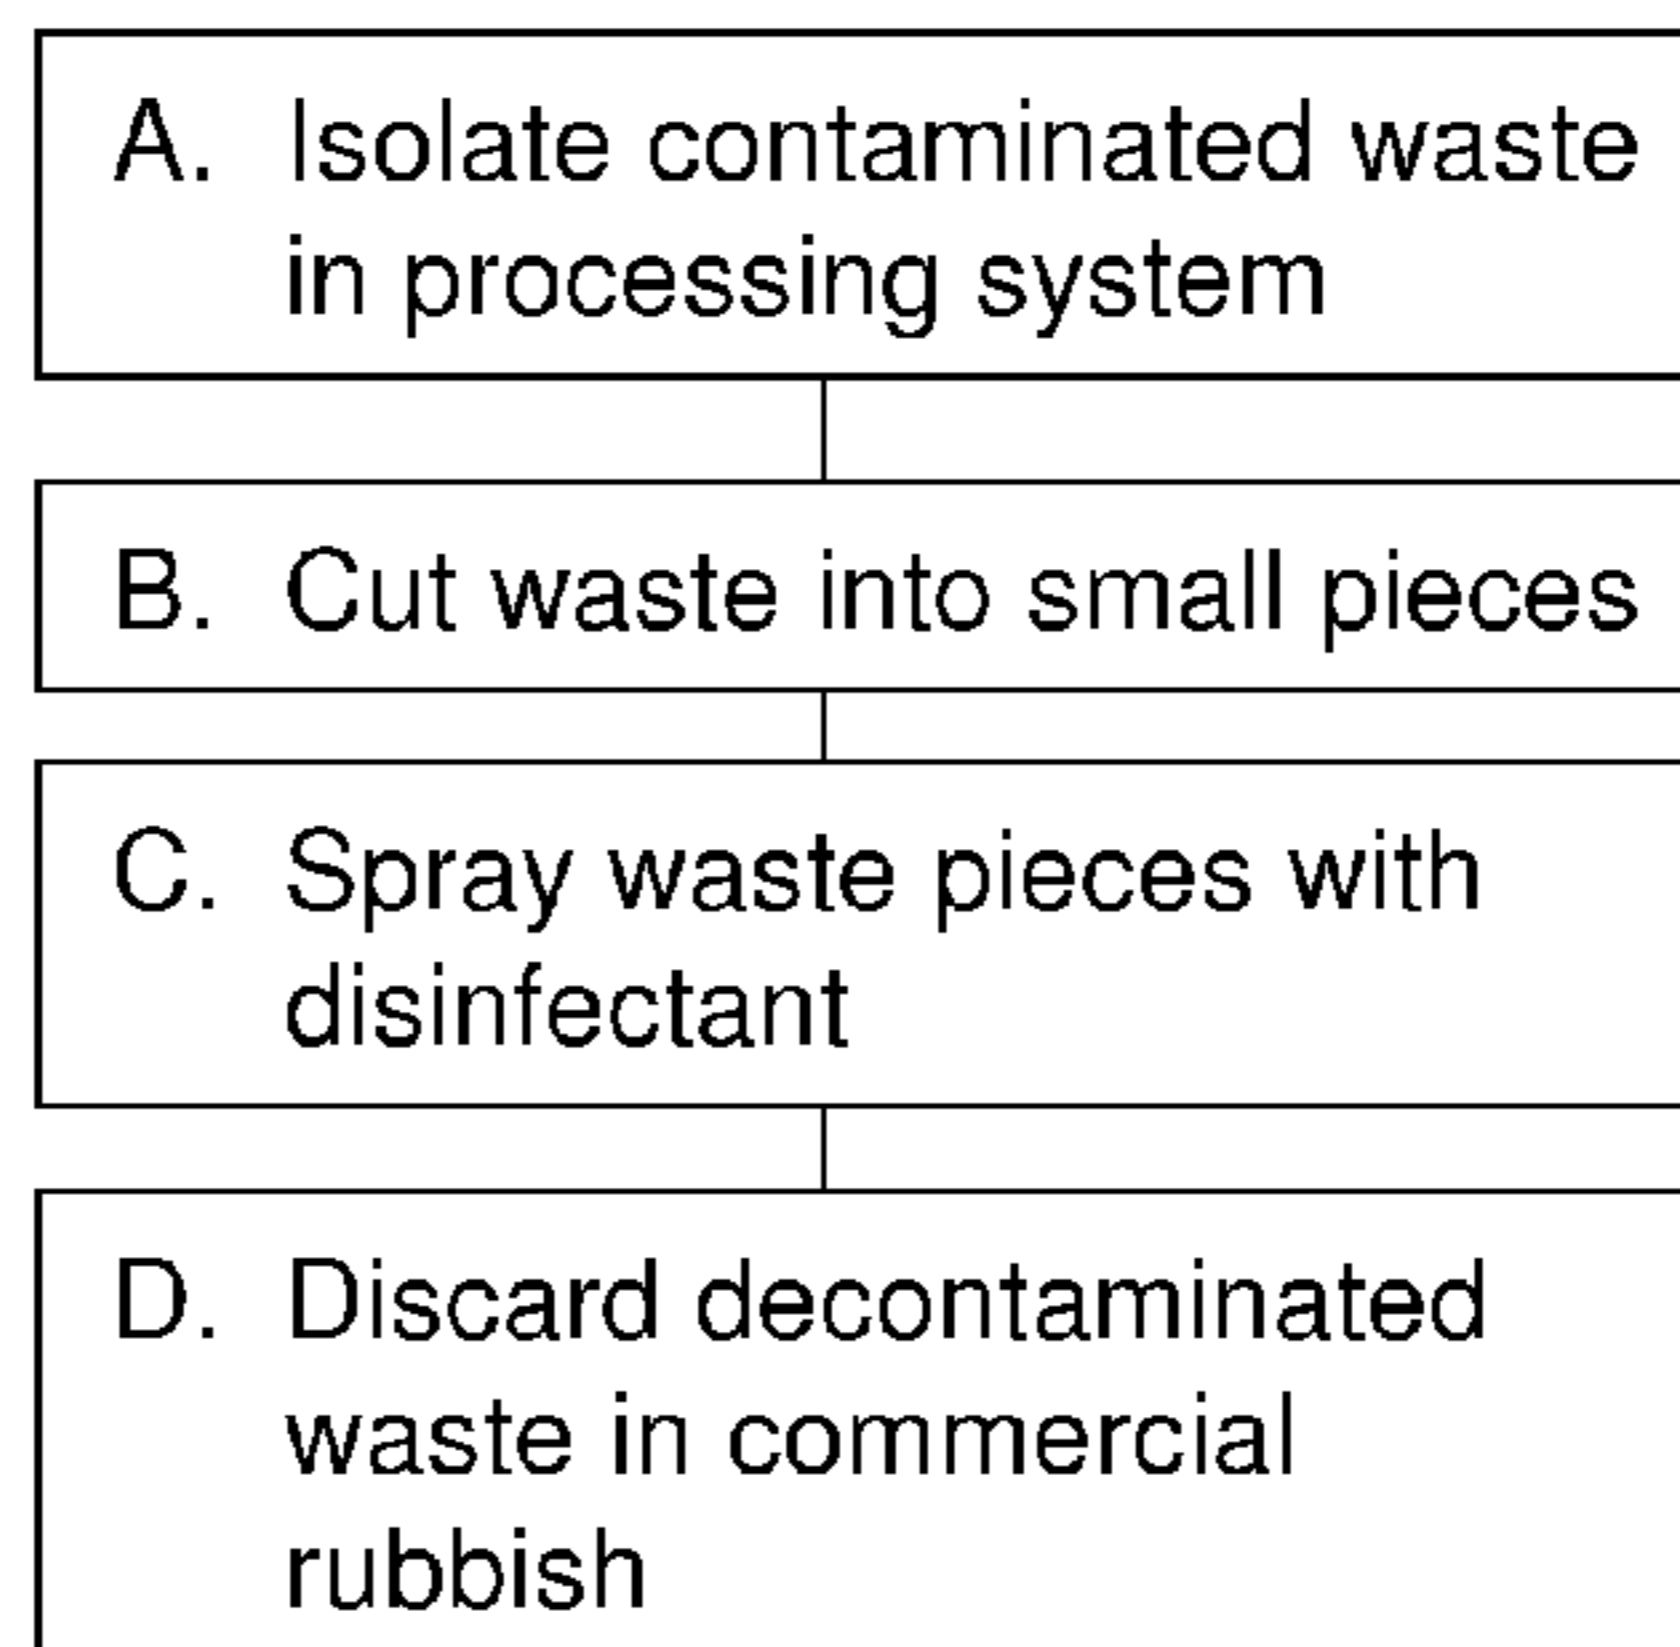 A. Isolate contaminated waste
in processing system
B. Cut waste into small pieces
C. Spray waste pieces with
disinfectant
D. Discard decontaminated
waste in commercial
rubbish